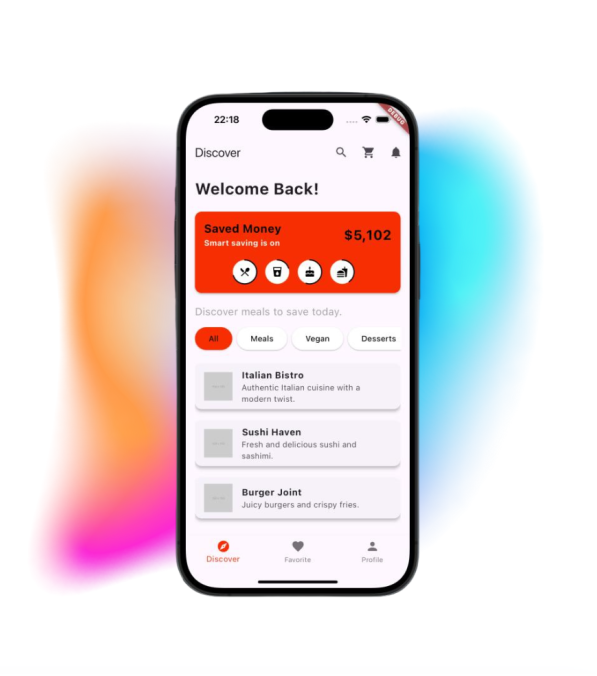 22:18
DEBUG
Discover
Welcome Back!
Saved Money
$5,102
Smart saving is on
Discover meals to save today.
All
Meals
Vegan
Desserts
Italian Bistro
Authentic Italian cuisine with a
modern twist.
Sushi Haven
Fresh and delicious sushi and
sashimi.
Burger Joint
Juicy burgers and crispy fries.
Discover
Favorite
Profile